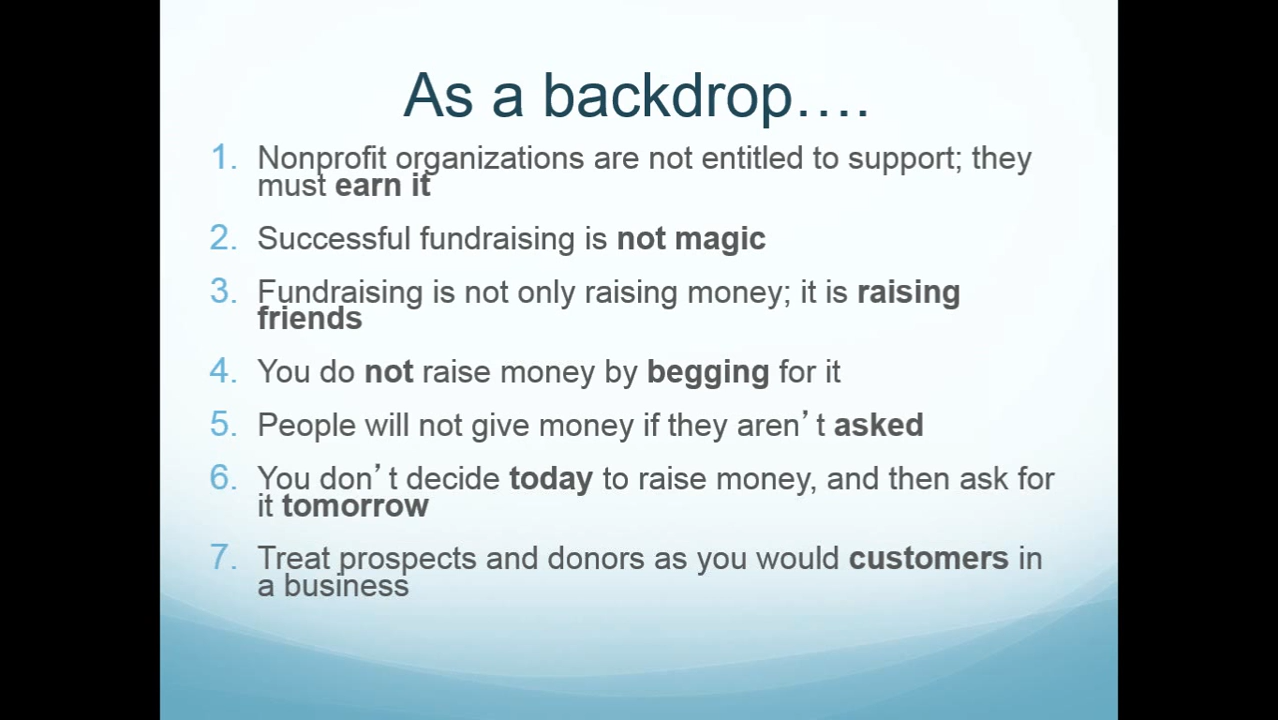 As a backdrop….
1. Nonprofit organizations are not entitled to support; they
must earn it
2. Successful fundraising is not magic
3. Fundraising is not only raising money; it is raising
friends
4. You do not raise money by begging for it
5. People will not give money if they aren’t asked
6. You don’t decide today to raise money, and then ask for
it tomorrow
7. Treat prospects and donors as you would customers in
a business